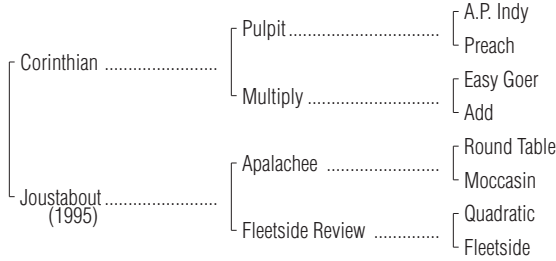 A.P. Indy
Pulpit
Preach
Corinthian
Easy Goer
Multiply
Add
Round Table
Apalachee
Moccasin
Joustabout
(1995)
Quadratic
Fleetside Review
Fleetside